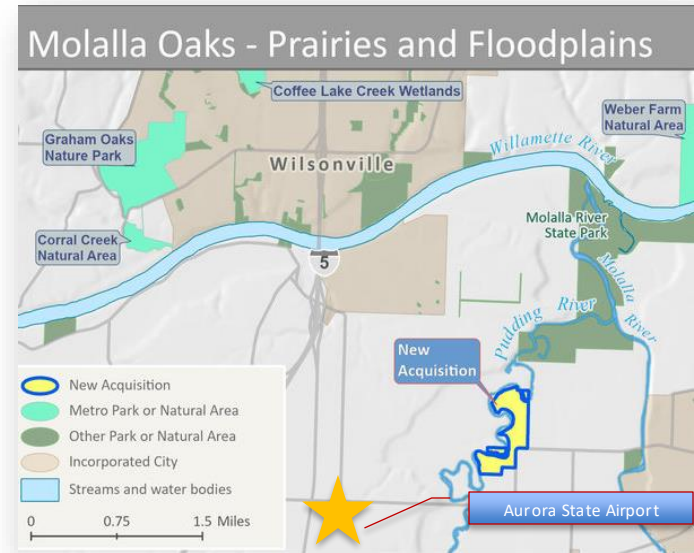 Molalla Oaks - Prairies and Floodplains
Coffee Lake Creek Wetlands
Weber Farm
Natural Area
Graham Oaks
Nature Park
Wilsonville
Willamette River
Molalla River
State Park
Corral Creek
Natural Area
5
Molalla
River
Pudding River
New
Acquisition
New Acquisition
Metro Park or Natural Area
Other Park or Natural Area
Incorporated City
Streams and water bodies
0 0.75 1.5 Miles
Aurora State Airport